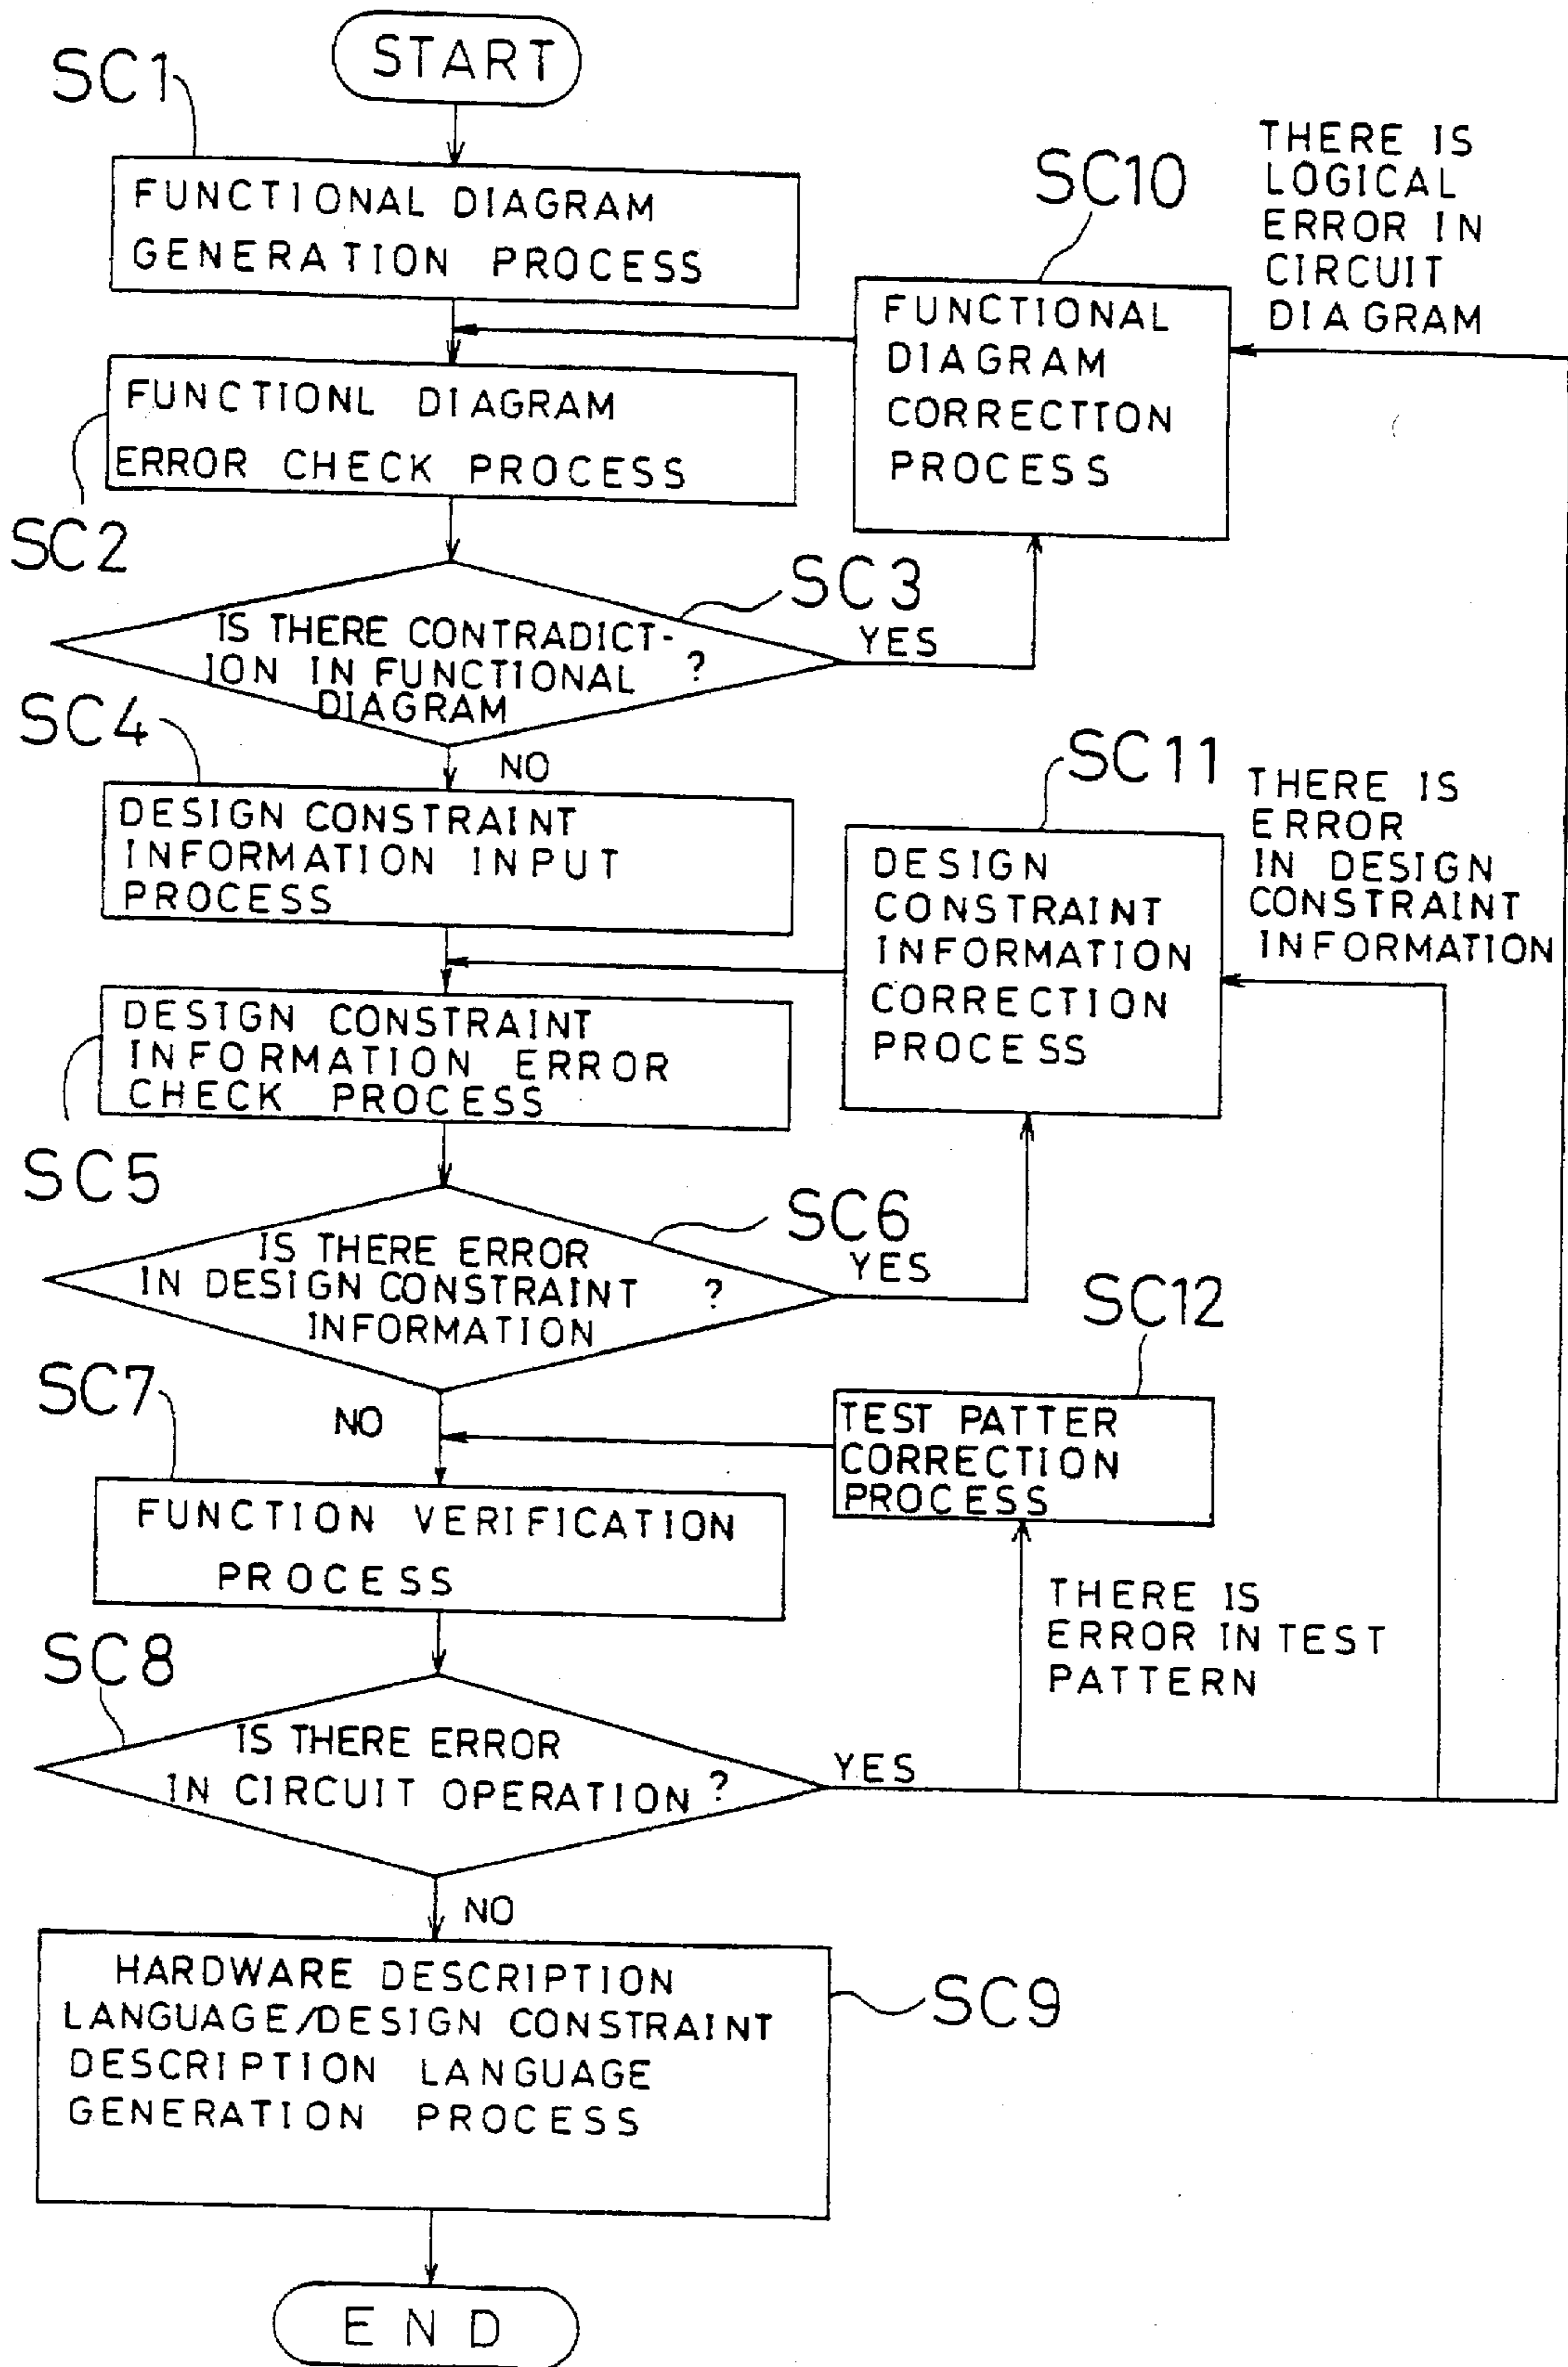 START
SC1
FUNCTIONAL DIAGRAM
GENERATION PROCESS
SC10
THERE IS
LOGICAL
ERROR IN
CIRCUIT
DIAGRAM
FUNCTIONAL
DIAGRAM
CORRECTION
PROCESS
FUNCTIONL DIAGRAM
ERROR CHECK PROCESS
SC2
SC3
IS THERE CONTRADICT-
ION IN FUNCTIONAL ?
DIAGRAM
YES
NO
SC4
DESIGN CONSTRAINT
INFORMATION INPUT
PROCESS
SC11
THERE IS
ERROR
IN DESIGN
CONSTRAINT
INFORMATION
DESIGN
CONSTRAINT
INFORMATION
CORRECTION
PROCESS
DESIGN CONSTRAINT
INFORMATION ERROR
CHECK PROCESS
SC5
SC6
IS THERE ERROR
IN DESIGN CONSTRAINT ?
INFORMATION
YES
NO
SC12
TEST PATTER
CORRECTION
PROCESS
SC7
FUNCTION VERIFICATION
PROCESS
THERE IS
ERROR IN TEST
PATTERN
SC8
IS THERE ERROR
IN CIRCUIT OPERATION ?
YES
NO
HARDWARE DESCRIPTION
LANGUAGE/DESIGN CONSTRAINT
DESCRIPTION LANGUAGE
GENERATION PROCESS
SC9
END